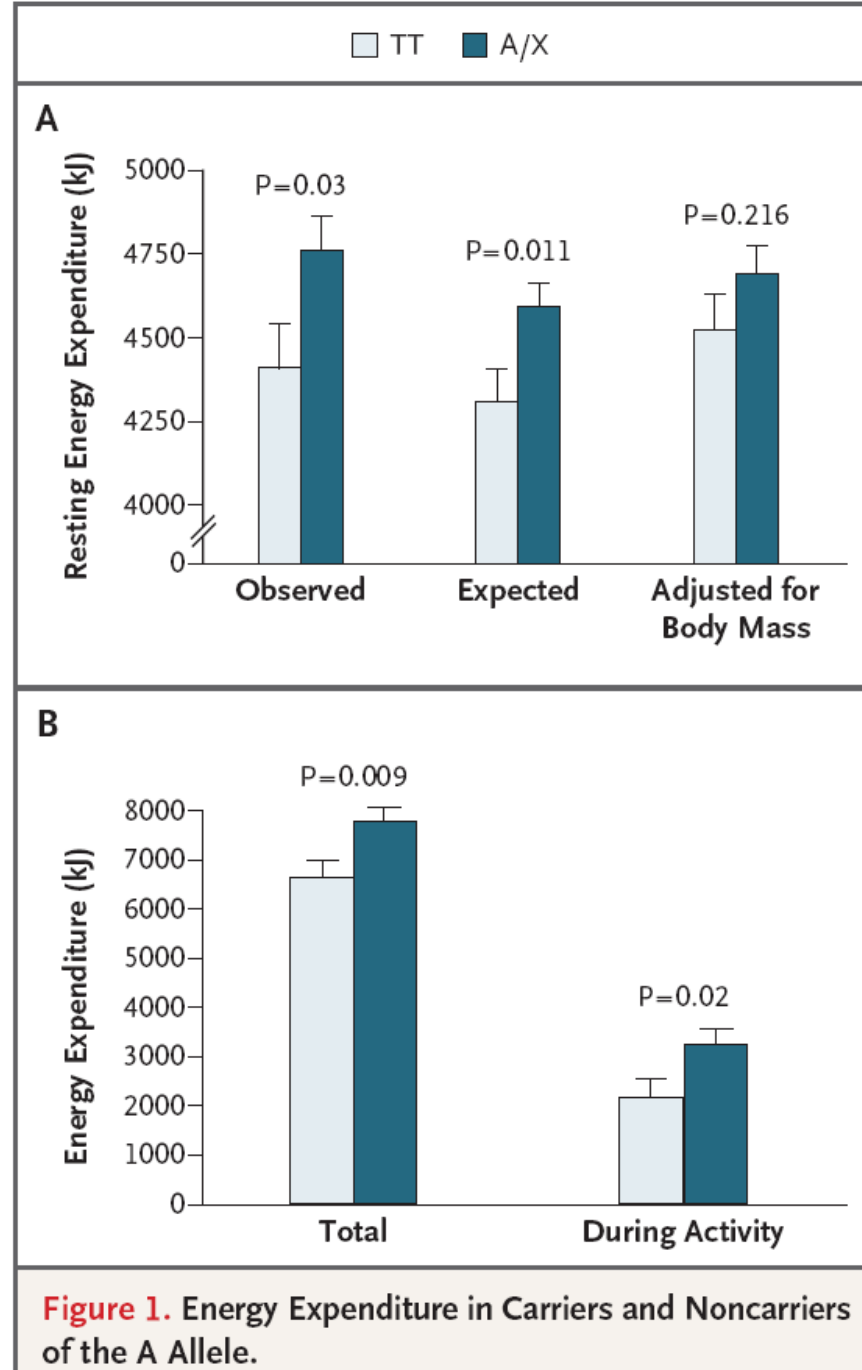 TT A/X
A
Resting Energy Expenditure (kJ)
5000
4750
4500
4250
4000
0
P=0.03
P=0.011
P=0.216
Observed
Expected
Adjusted for
Body Mass
B
Energy Expenditure (kJ)
8000
7000
6000
5000
4000
3000
2000
1000
0
P=0.009
P=0.02
Total
During Activity
Figure 1. Energy Expenditure in Carriers and Noncarriers
of the A Allele.